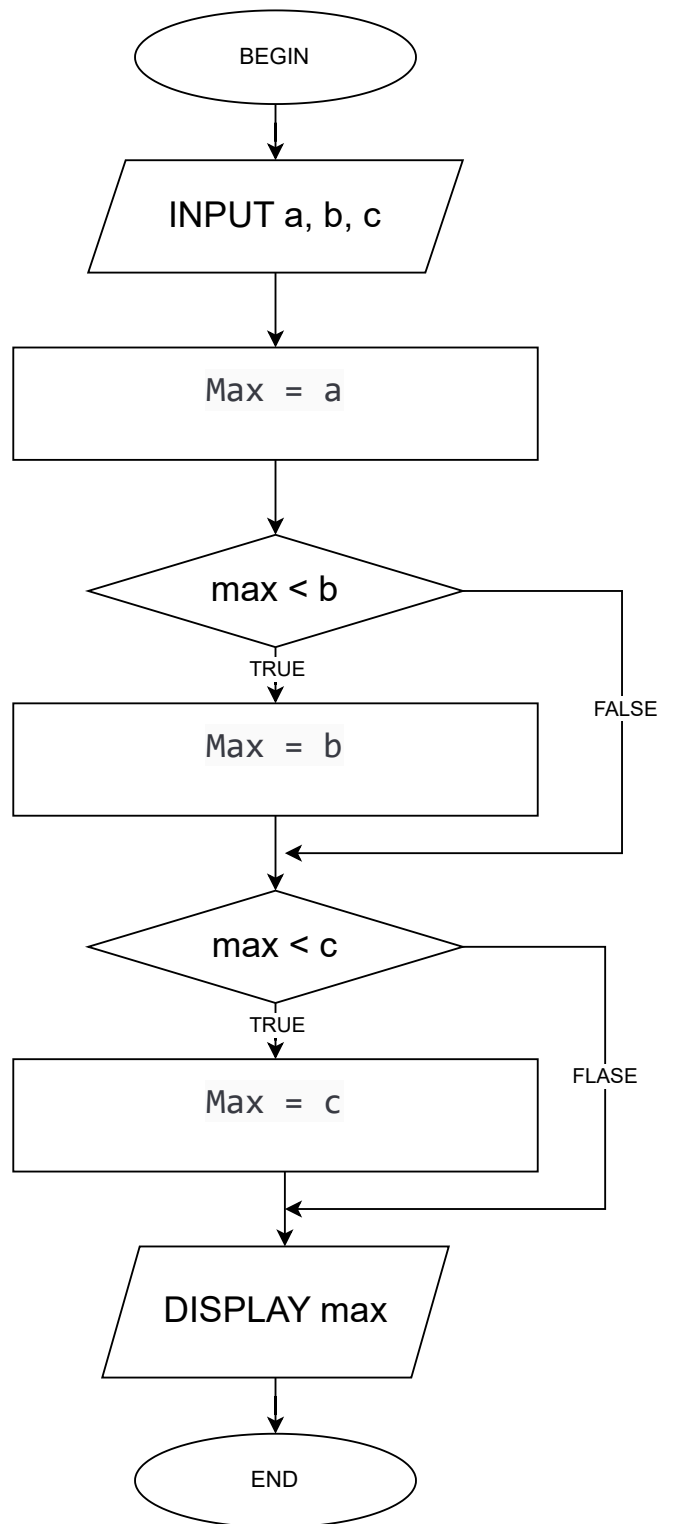 BEGIN
INPUT a, b, c
Max = a
max < b
TRUE
FALSE
Max = b
max < c
TRUE
FLASE
Max = c
DISPLAY max
END